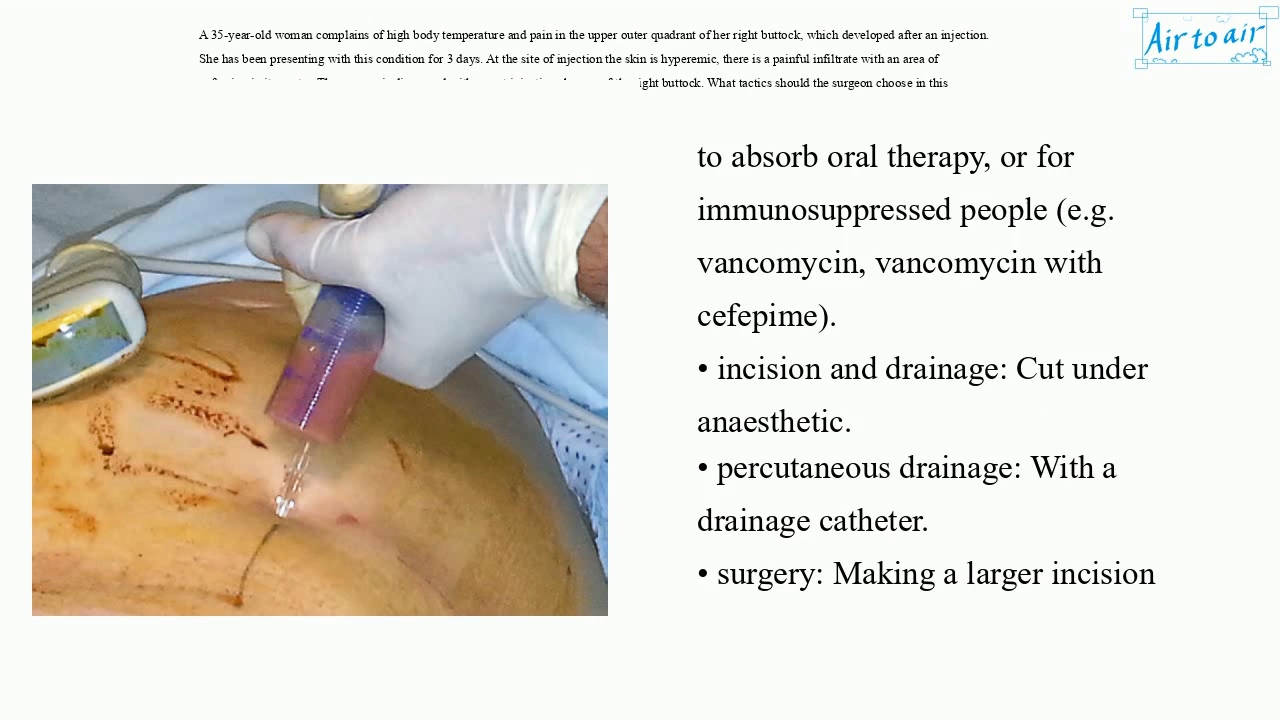 A 35-year-old woman complains of high body temperature and pain in the upper outer quadrant of her right buttock, which developed after an injection.
She has been presenting with this condition for 3 days. At the site of injection the skin is hyperemic, there is a painful infiltrate with an area of
ight buttock. What tactics should the surgeon choose in this
Air to air
to absorb oral therapy, or for
immunosuppressed people (e.g.
vancomycin, vancomycin with
cefepime).
• incision and drainage: Cut under
anaesthetic.
• percutaneous drainage: With a
drainage catheter.
• surgery: Making a larger incision